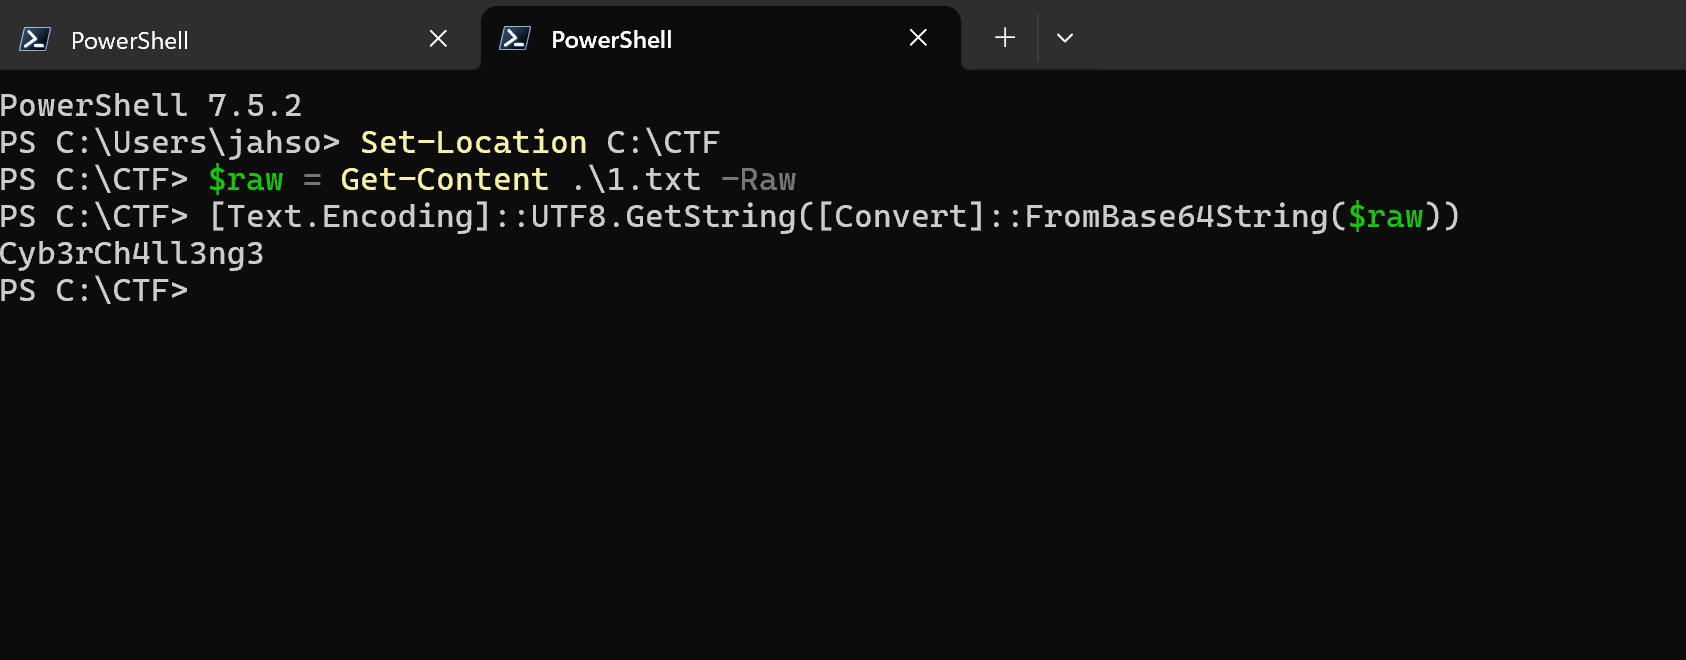 PowerShell
PowerShell
PowerShell 7.5.2
PS C:\Users\jahso> Set-Location C:\CTF
PS C:\CTF> $raw = Get-Content .\1.txt -Raw
PS C:\CTF> [Text.Encoding]::UTF8.GetString([Convert]::FromBase64String($raw))
Cyb3rCh4ll3ng3
PS C:\CTF>